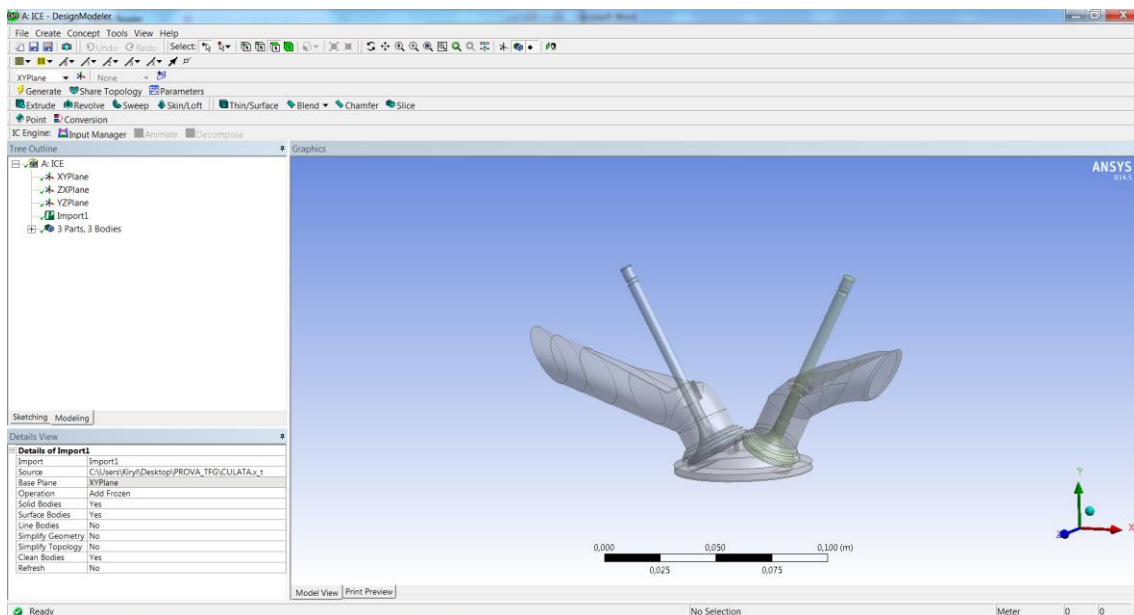 A: ICE - DesignModeler
File Create Concept Tools View Help
Undo Redo Select:
XYPlane None
Generate Share Topology Parameters
Extrude Revolve Sweep Skin/Loft Thin/Surface Blend Chamfer Slice
Point Conversion
IC Engine: Input Manager Animate Decompose
Tree Outline
A: ICE
XYPlane
ZXPlane
YZPlane
Import1
3 Parts, 3 Bodies
Sketching Modeling
Details View
Details of Import1
Import Import1
Source C:\Users\Kiryl\Desktop\PROVA_TFG\CULATA.x_t
Base Plane XYPlane
Operation Add Frozen
Solid Bodies Yes
Surface Bodies Yes
Line Bodies No
Simplify Geometry No
Simplify Topology No
Clean Bodies Yes
Refresh No
Graphics
ANSYS
R14.5
Y
X
Z
0,000 0,050 0,100 (m)
0,025 0,075
Model View Print Preview
Ready No Selection Meter 0 0